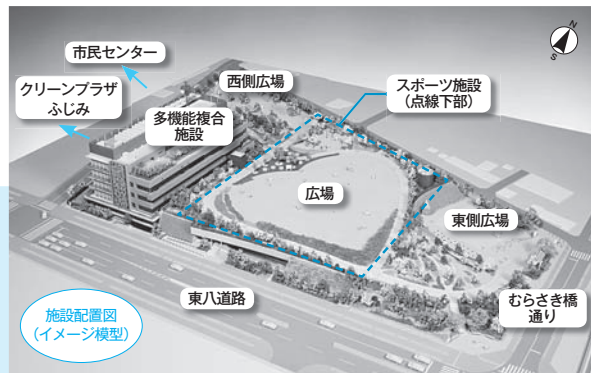 市民センター
クリーンプラザ
ふじみ
西側広場
多機能複合
施設
スポーツ施設
(点線下部)
N
S
広場
東側広場
東八道路
むらさき橋
通り
施設配置図
(イメージ模型)